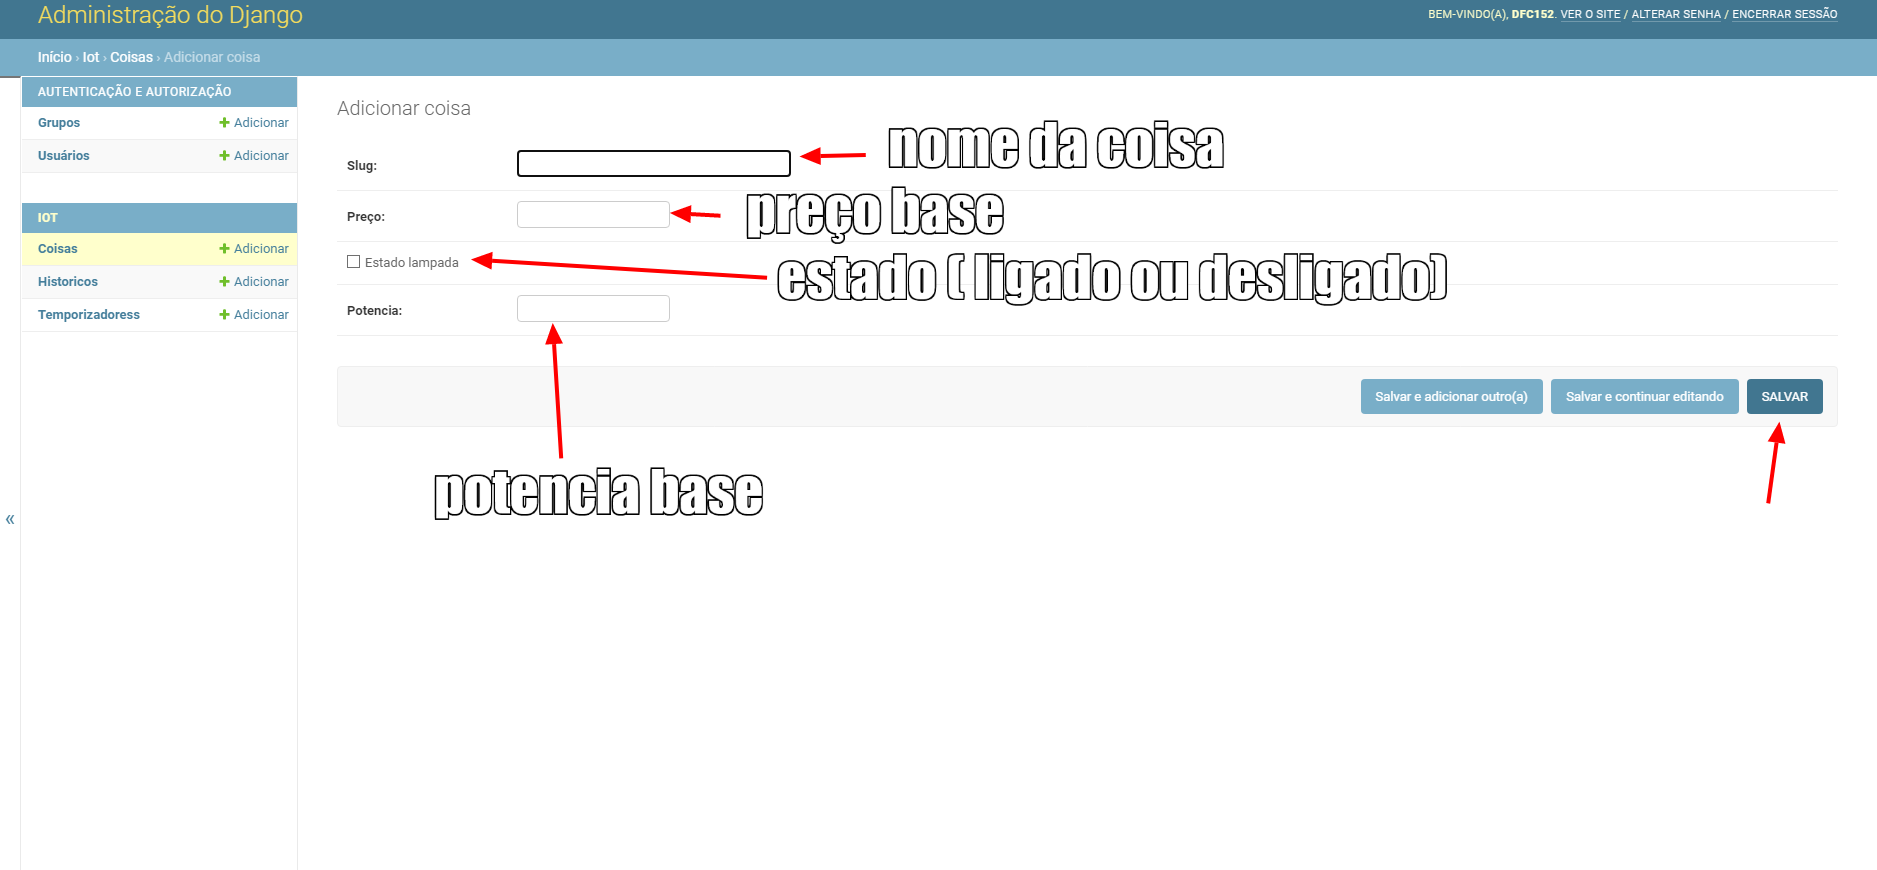 Administração do Django
BEM-VINDO(A), DFC152. VER O SITE / ALTERAR SENHA / ENCERRAR SESSÃO
Início › Iot › Coisas › Adicionar coisa
AUTENTICAÇÃO E AUTORIZAÇÃO
Grupos + Adicionar
Usuários + Adicionar
IOT
Coisas + Adicionar
Historicos + Adicionar
Temporizadoress + Adicionar
«
Adicionar coisa
Slug:
nome da coisa
Preço:
preço base
Estado lampada
estado ( ligado ou desligado)
Potencia:
potencia base
Salvar e adicionar outro(a)
Salvar e continuar editando
SALVAR